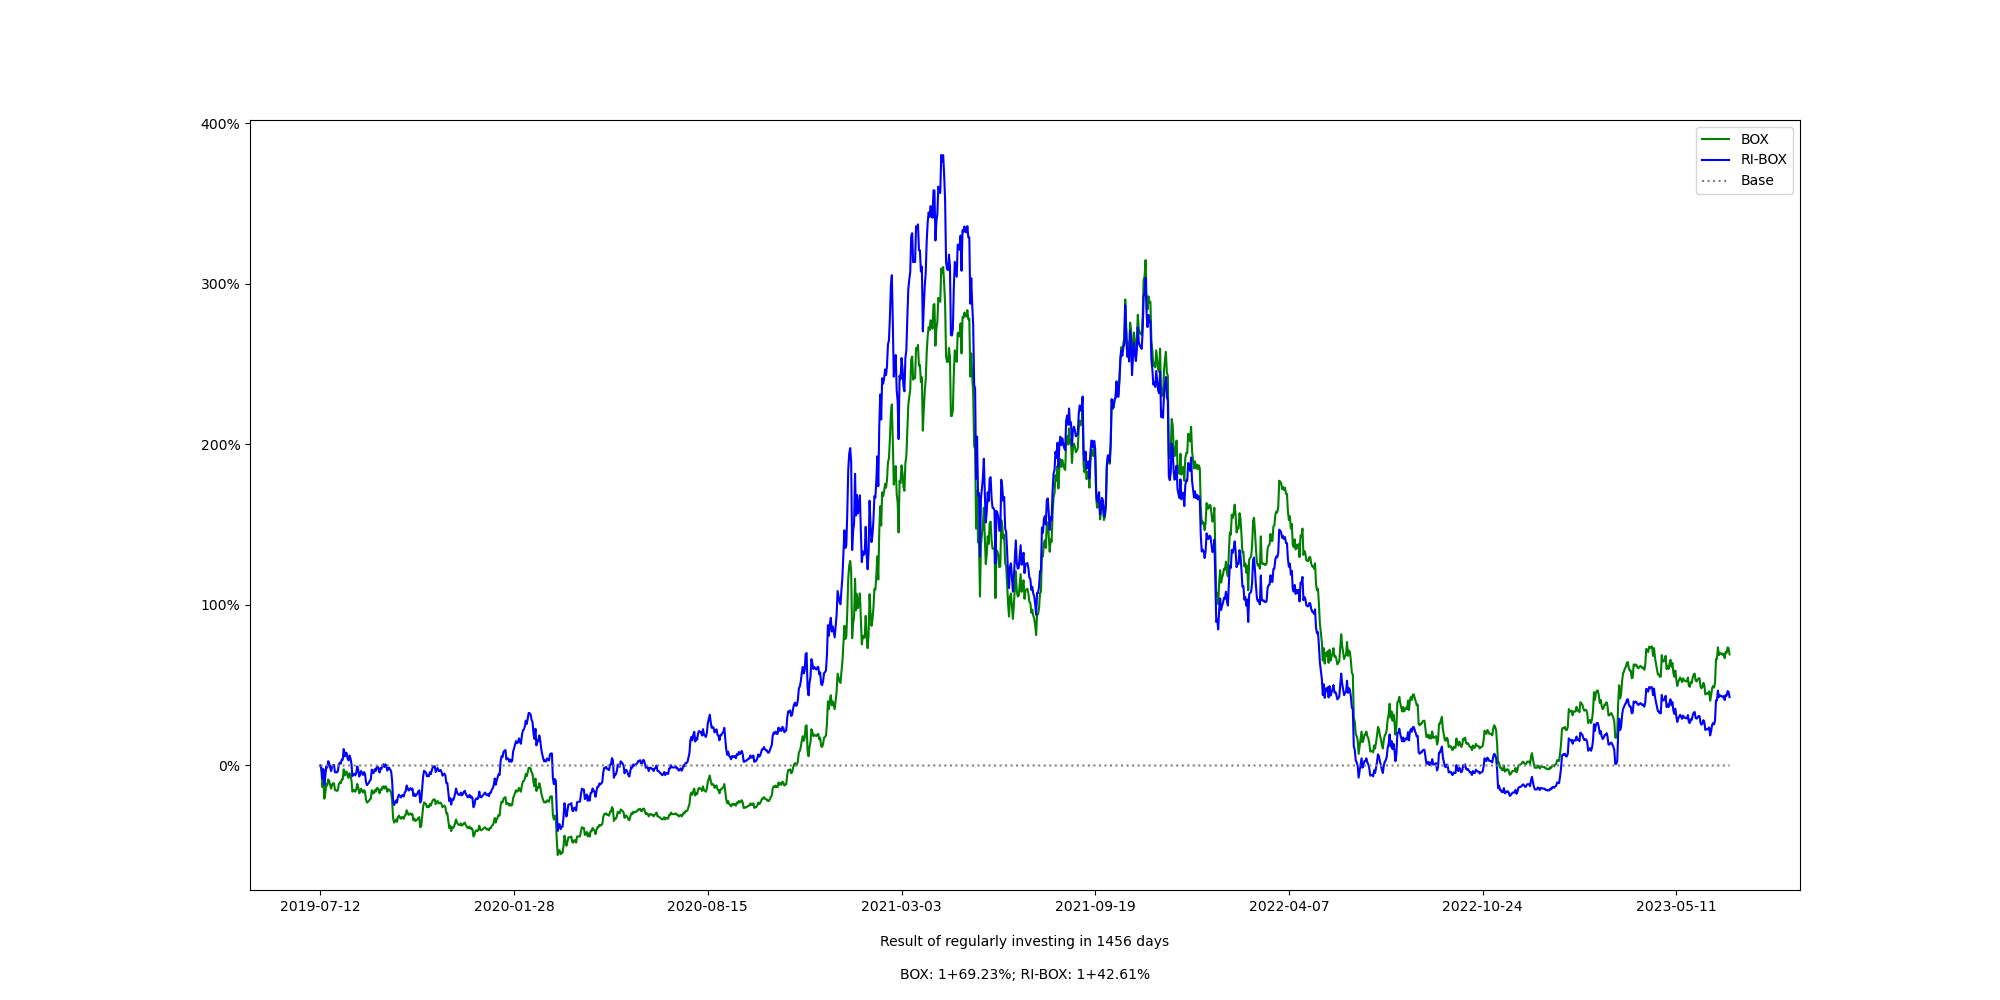 400%
300%
200%
100%
0%
BOX
RI-BOX
Base
2019-07-12 2020-01-28 2020-08-15 2021-03-03 2021-09-19 2022-04-07 2022-10-24 2023-05-11
Result of regularly investing in 1456 days
BOX: 1+69.23%; RI-BOX: 1+42.61%